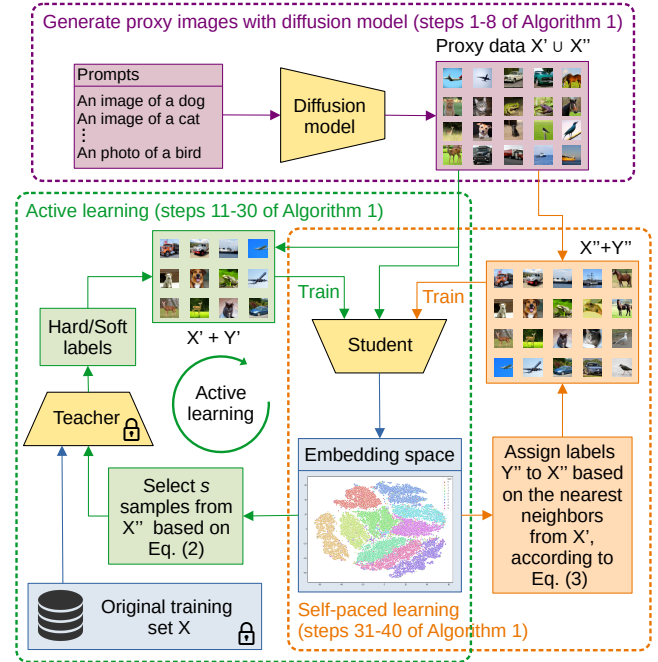 Generate proxy images with diffusion model (steps 1-8 of Algorithm 1)
Proxy data X' ∪ X''
Prompts
An image of a dog
An image of a cat
⋮
An photo of a bird
Diffusion
model
Active learning (steps 11-30 of Algorithm 1)
X''+Y''
Train
Train
Hard/Soft
labels
X' + Y'
Student
Active
learning
Teacher
Embedding space
Assign labels
Y'' to X'' based
on the nearest
neighbors
from X',
according to
Eq. (3)
Select s
samples from
X'' based on
Eq. (2)
Original training
set X
Self-paced learning
(steps 31-40 of Algorithm 1)